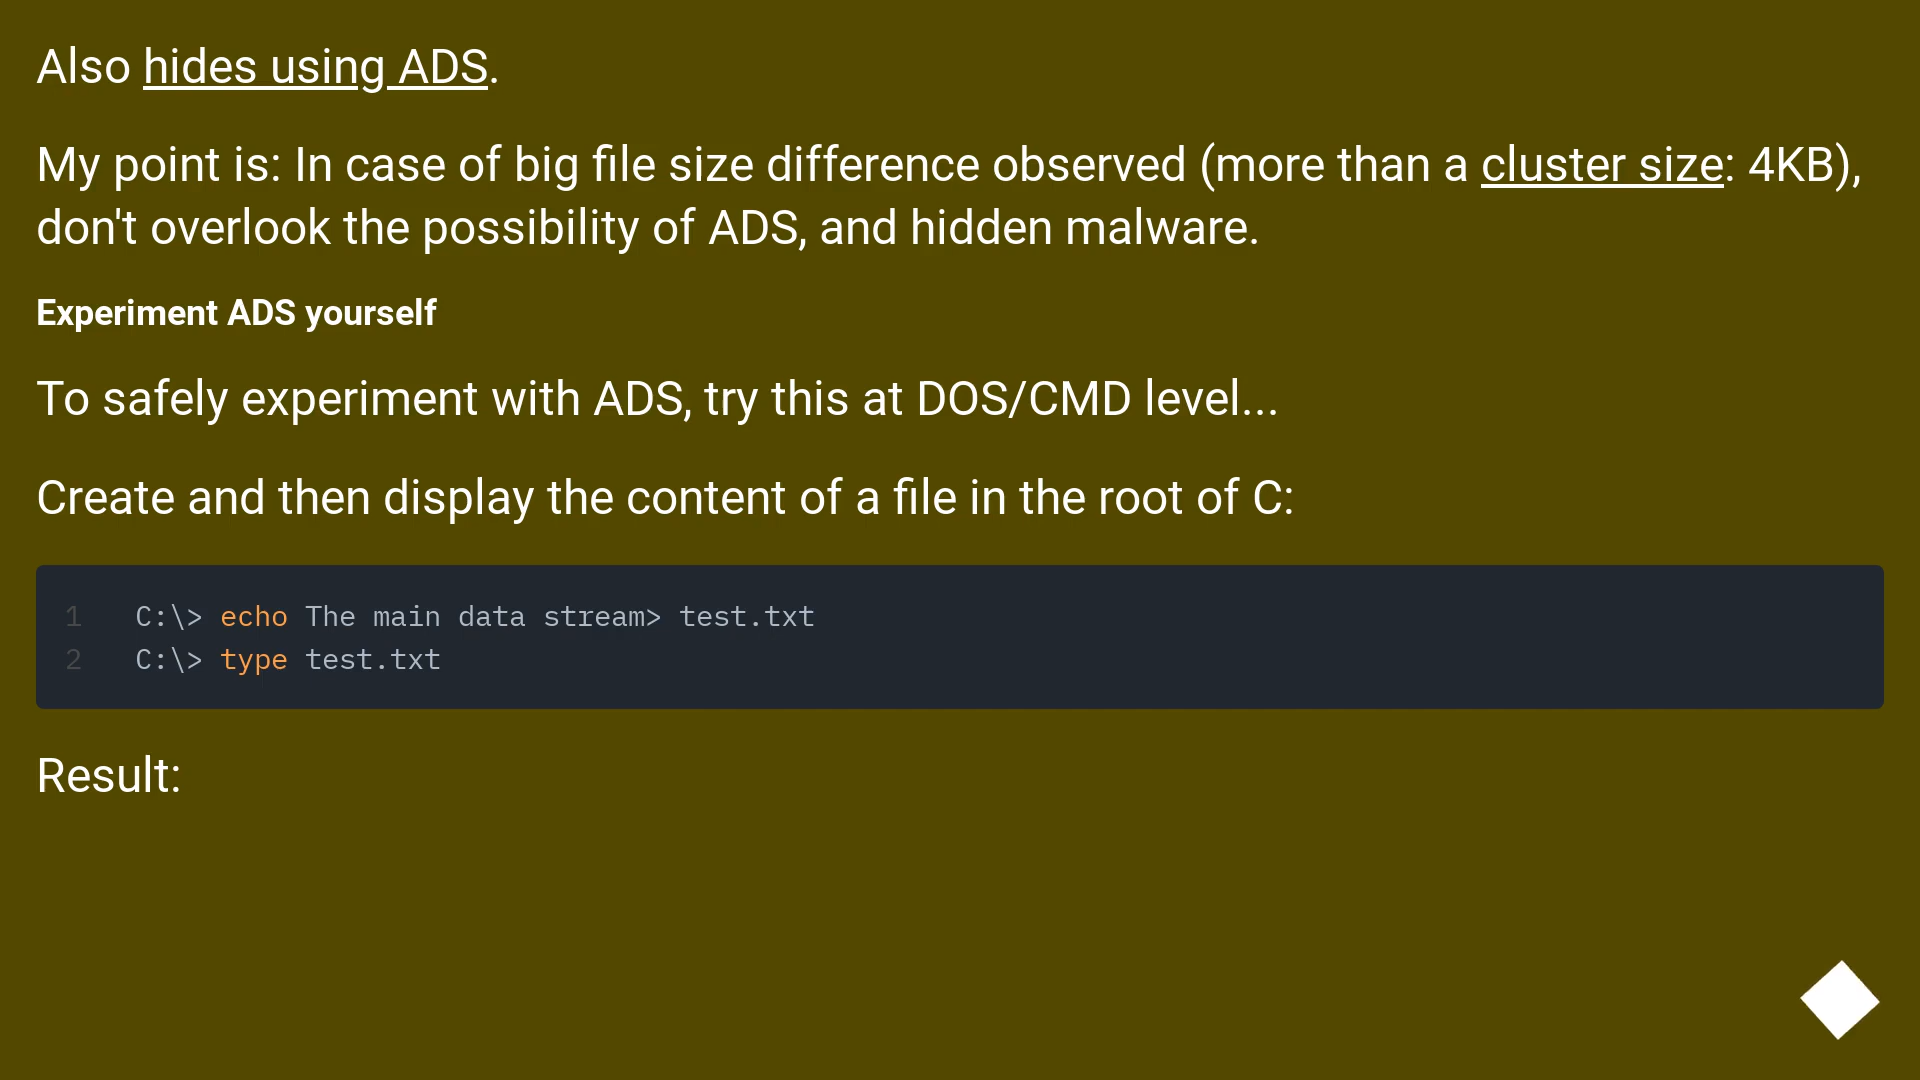 Also hides using ADS.
My point is: In case of big file size difference observed (more than a cluster size: 4KB),
don't overlook the possibility of ADS, and hidden malware.
Experiment ADS yourself
To safely experiment with ADS, try this at DOS/CMD level...
Create and then display the content of a file in the root of C:
1 C:\> echo The main data stream> test.txt
2 C:\> type test.txt
Result: